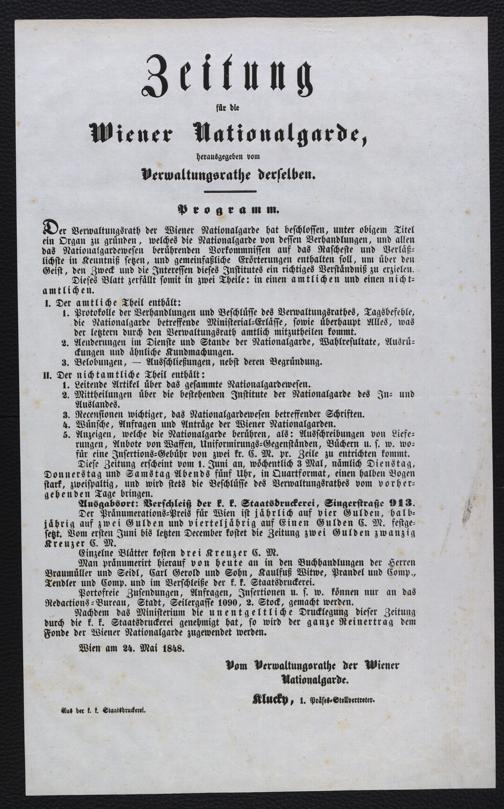 Zeitung
für die
Wiener Nationalgarde,
herausgegeben vom
Verwaltungsrathe derselben.
Programm.
Der Verwaltungsrath der Wiener Nationalgarde hat beschlossen, unter obigem Titel
ein Organ zu gründen, welches die Nationalgarde von dessen Verhandlungen, und allen
das Nationalgardewesen berührenden Vorkommnissen auf das Rascheste und Verläß-
lichste in Kenntniß setzen, und gemeinfaßliche Erörterungen enthalten soll, um über den
Geist, den Zweck und die Interessen dieses Institutes ein richtiges Verständniß zu erzielen.
Dieses Blatt zerfällt somit in zwei Theile: in einen amtlichen und einen nicht-
amtlichen.
I. Der amtliche Theil enthält:
1. Protokolle der Verhandlungen und Beschlüsse des Verwaltungsrathes, Tagsbefehle,
die Nationalgarde betreffende Ministerial-Erlässe, sowie überhaupt Alles, was
der letztern durch den Verwaltungsrath amtlich mitzutheilen kommt.
2. Aenderungen im Dienste und Stande der Nationalgarde, Wahlresultate, Ausrü-
ckungen und ähnliche Kundmachungen.
3. Belobungen, — Ausschließungen, nebst deren Begründung.
II. Der nichtamtliche Theil enthält:
1. Leitende Artikel über das gesammte Nationalgardewesen.
2. Mittheilungen über die bestehenden Institute der Nationalgarde des In- und
Auslandes.
3. Recensionen wichtiger, das Nationalgardewesen betreffender Schriften.
4. Wünsche, Anfragen und Anträge der Wiener Nationalgarden.
5. Anzeigen, welche die Nationalgarde berühren, als: Ausschreibungen von Liefe-
rungen, Anbote von Waffen, Uniformirungs-Gegenständen, Büchern u. s. w. wo-
für eine Insertions-Gebühr von zwei kr. C. M. pr. Zeile zu entrichten kommt.
Diese Zeitung erscheint vom 1. Juni an, wöchentlich 3 Mal, nämlich Dienstag,
Donnerstag und Samstag Abends fünf Uhr, in Quartformat, einen halben Bogen
stark, zweispaltig, und wird stets die Beschlüsse des Verwaltungsrathes vom vorher-
gehenden Tage bringen.
Ausgabsort: Verschleiß der k. k. Staatsdruckerei, Singerstraße 913.
Der Pränumerations-Preis für Wien ist jährlich auf vier Gulden, halb-
jährig auf zwei Gulden und vierteljährig auf Einen Gulden C. M. festge-
setzt. Vom ersten Juni bis letzten December kostet die Zeitung zwei Gulden zwanzig
Kreuzer C. M.
Einzelne Blätter kosten drei Kreuzer C. M.
Man pränumerirt hierauf von heute an in den Buchhandlungen der Herren
Braumüller und Seidl, Carl Gerold und Sohn, Kaulfuß Witwe, Prandel und Comp.,
Tendler und Comp. und im Verschleiße der k. k. Staatsdruckerei.
Portofreie Zusendungen, Anfragen, Insertionen u. s. w. können nur an das
Redactions-Bureau, Stadt, Seilergasse 1090, 2. Stock, gemacht werden.
Nachdem das Ministerium die unentgeltliche Drucklegung dieser Zeitung
durch die k. k. Staatsdruckerei genehmigt hat, so wird der ganze Reinertrag dem
Fonde der Wiener Nationalgarde zugewendet werden.
Wien am 24. Mai 1848.
Vom Verwaltungsrathe der Wiener
Nationalgarde.
Klucky, 1. Präses-Stellvertreter.
Aus der k. k. Staatsdruckerei.